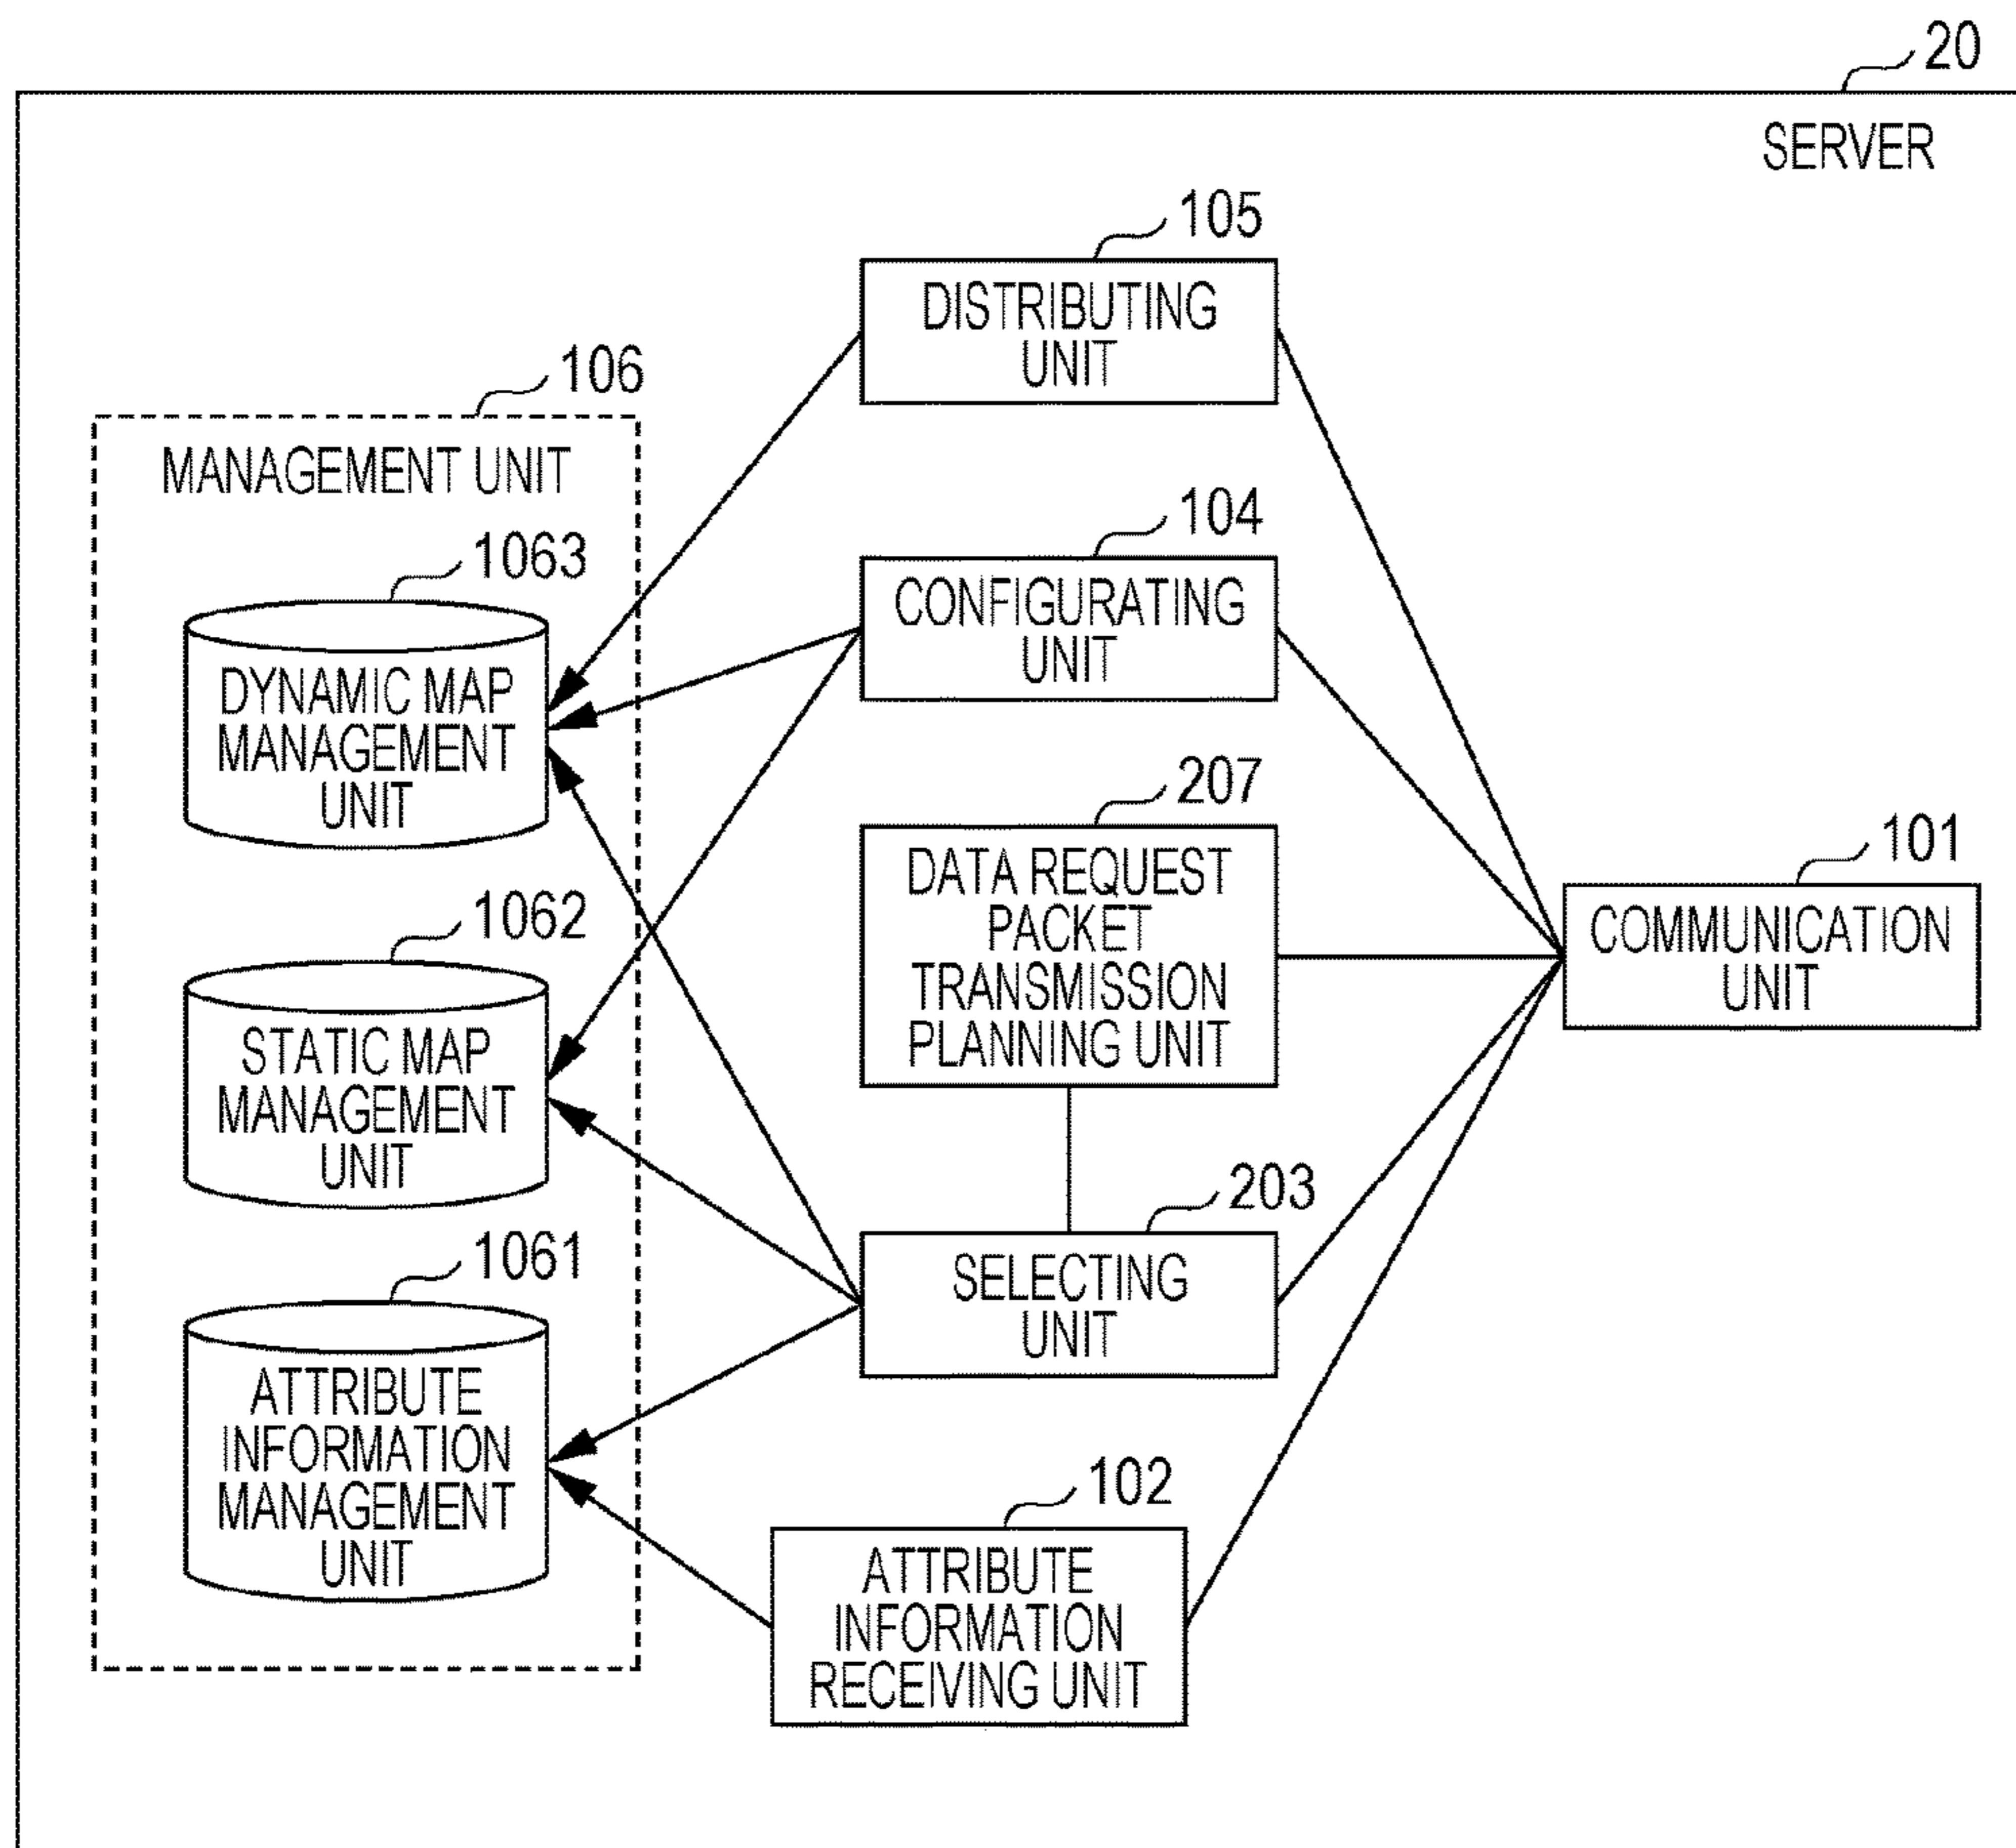 20
SERVER
105
DISTRIBUTING
UNIT
106
MANAGEMENT UNIT
104
CONFIGURATING
UNIT
1063
DYNAMIC MAP
MANAGEMENT
UNIT
207
DATA REQUEST
PACKET
TRANSMISSION
PLANNING UNIT
101
COMMUNICATION
UNIT
1062
STATIC MAP
MANAGEMENT
UNIT
203
SELECTING
UNIT
1061
ATTRIBUTE
INFORMATION
MANAGEMENT
UNIT
102
ATTRIBUTE
INFORMATION
RECEIVING UNIT